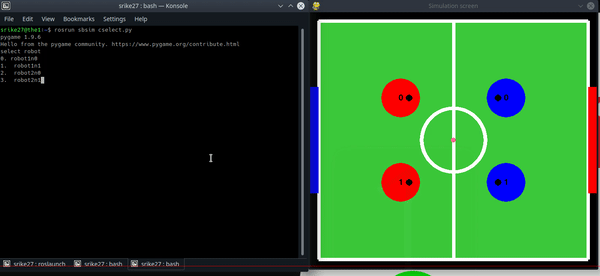 srike27 : bash — Konsole
File Edit View Bookmarks Settings Help
srike27@the1:~$ rosrun sbsim cselect.py
pygame 1.9.6
Hello from the pygame community. https://www.pygame.org/contribute.html
select robot
0. robot1n0
1. robot1n1
2. robot2n0
3. robot2n1
srike27 : roslaunch
srike27 : bash
srike27 : bash
Simulation screen
0
0
1
1